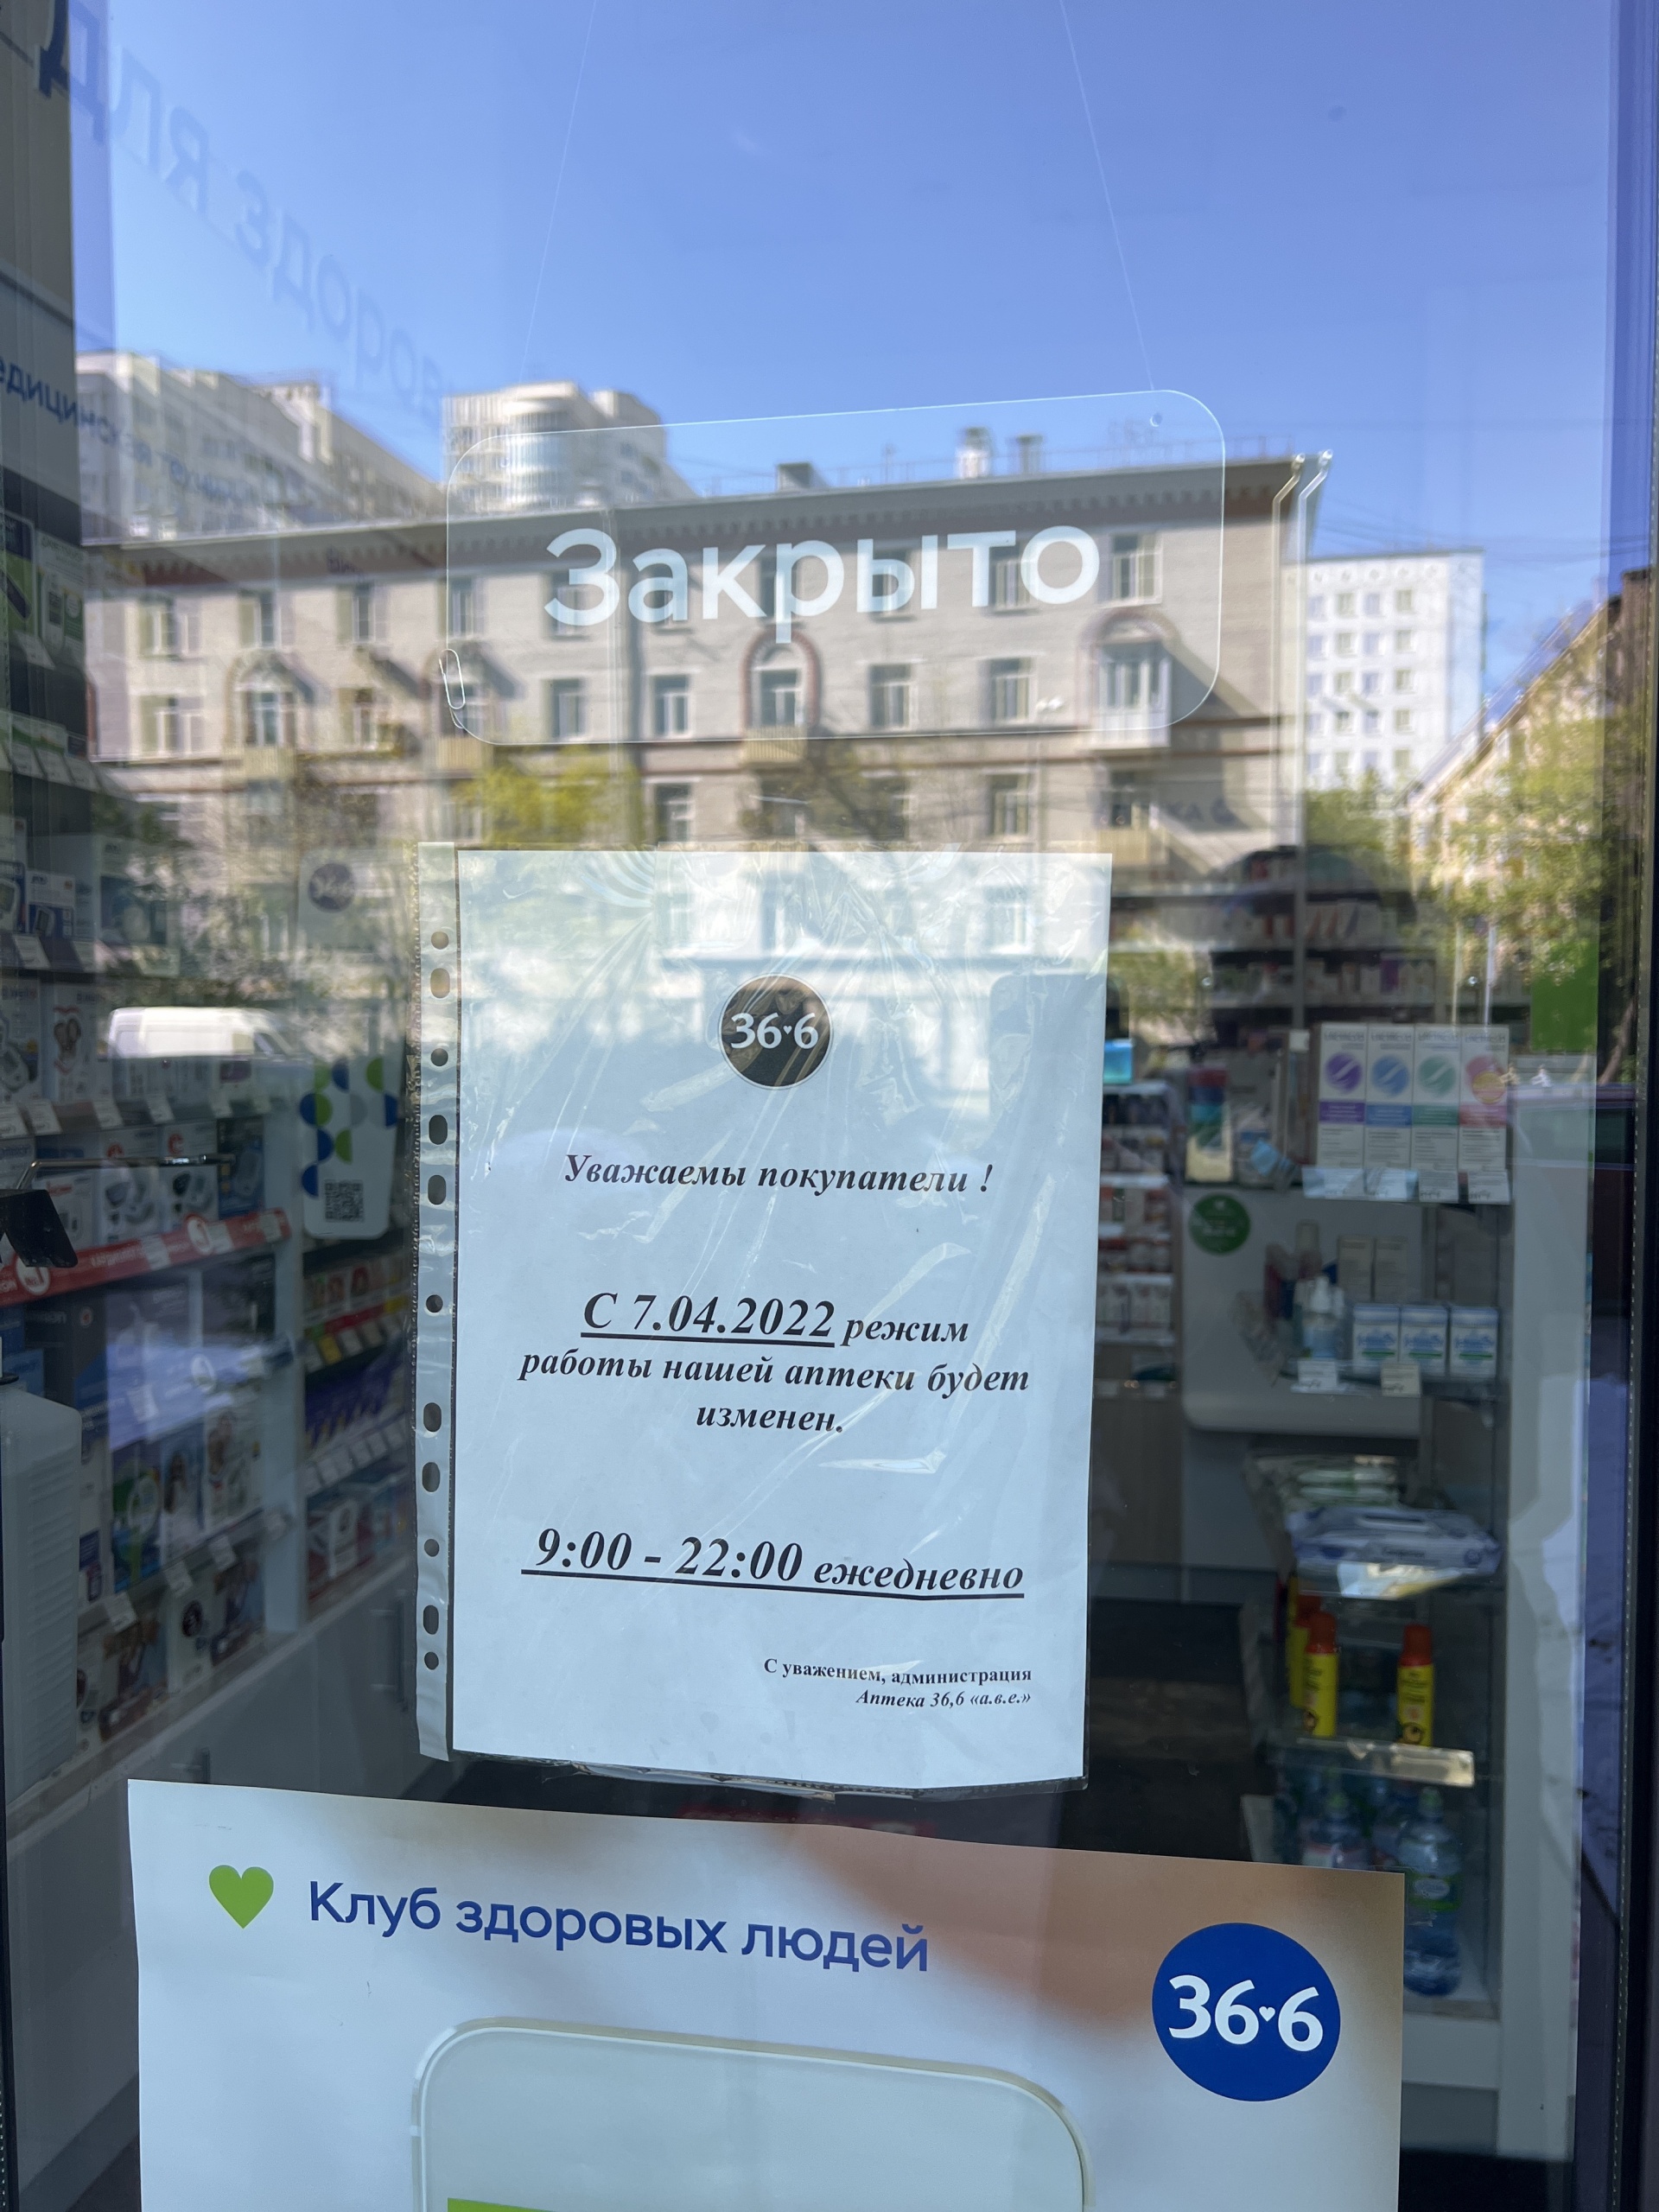 Закрыто
36·6
Уважаемы покупатели !
С 7.04.2022 режим
работы нашей аптеки будет
изменен.
9:00 - 22:00 ежедневно
С уважением, администрация
Аптека 36,6 «а.в.е.»
Клуб здоровых людей
36♥6